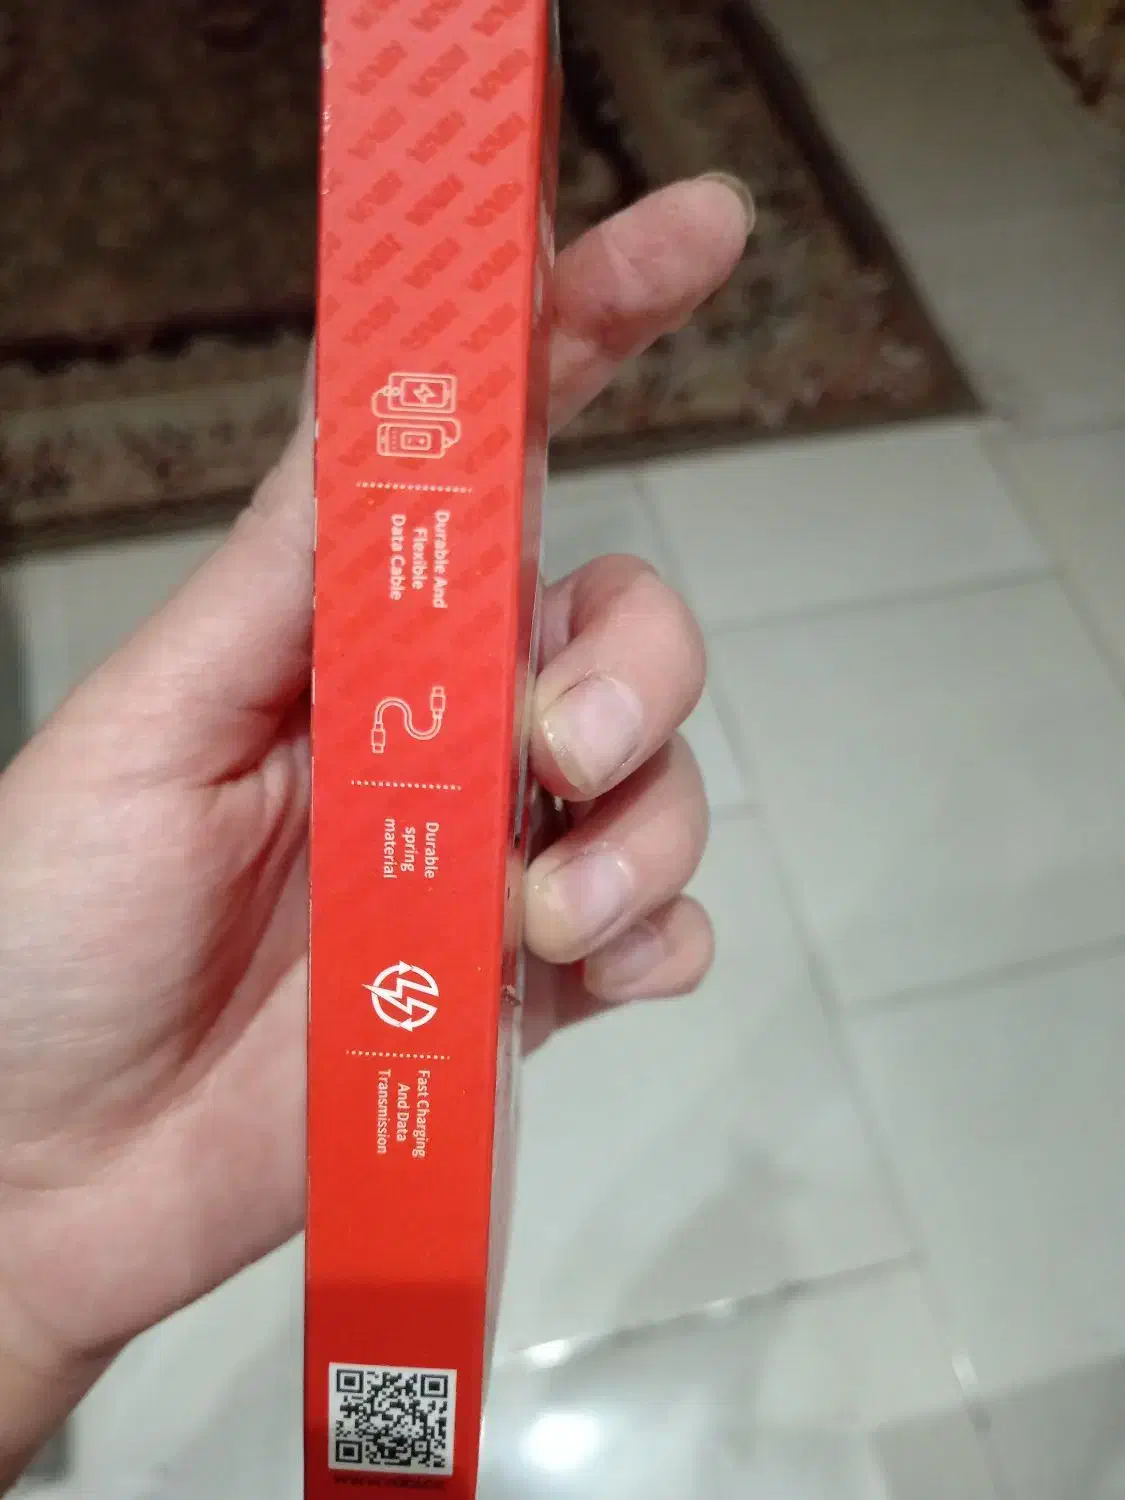 Durable And
Flexible
Data Cable
Durable
spring
material
Fast Charging
And Data
Transmission